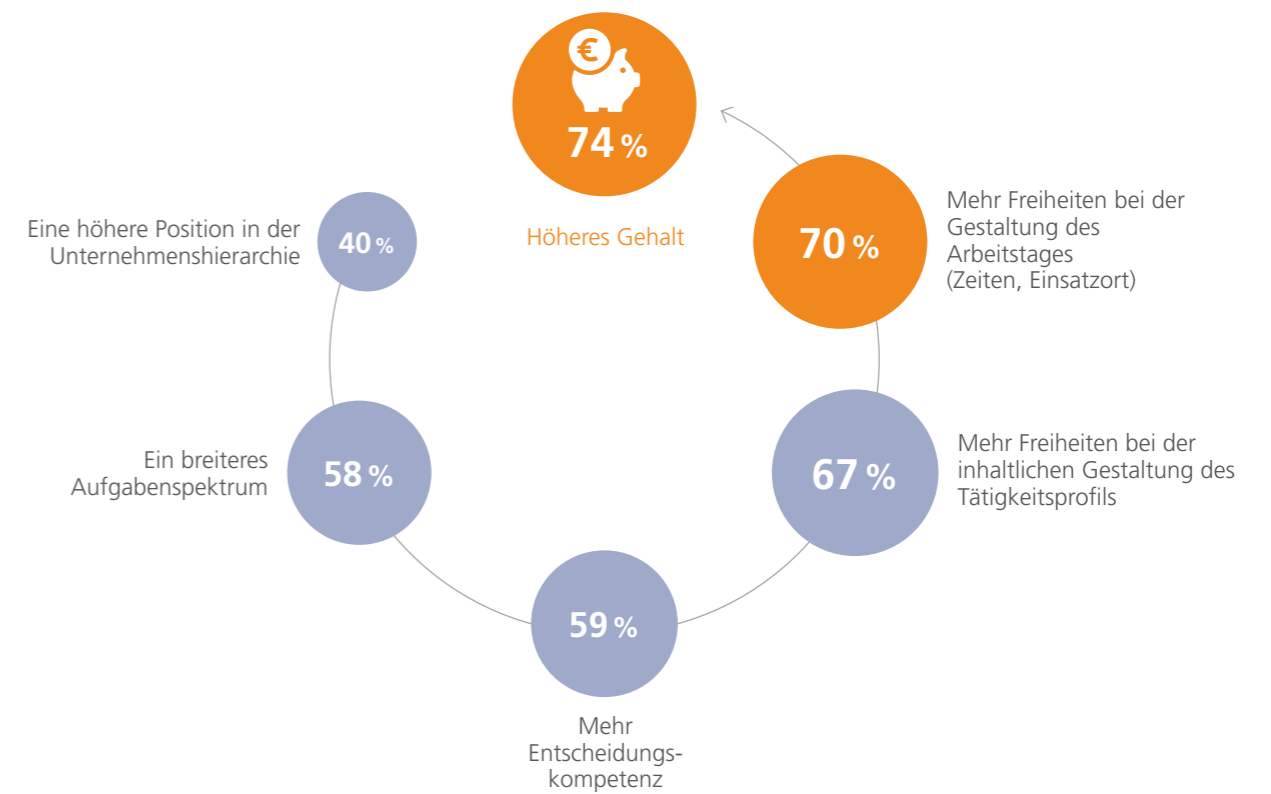 €
74 %
Höheres Gehalt
70 %
Mehr Freiheiten bei der
Gestaltung des
Arbeitstages
(Zeiten, Einsatzort)
67 %
Mehr Freiheiten bei der
inhaltlichen Gestaltung des
Tätigkeitsprofils
59 %
Mehr
Entscheidungs-
kompetenz
58 %
Ein breiteres
Aufgabenspektrum
40 %
Eine höhere Position in der
Unternehmenshierarchie